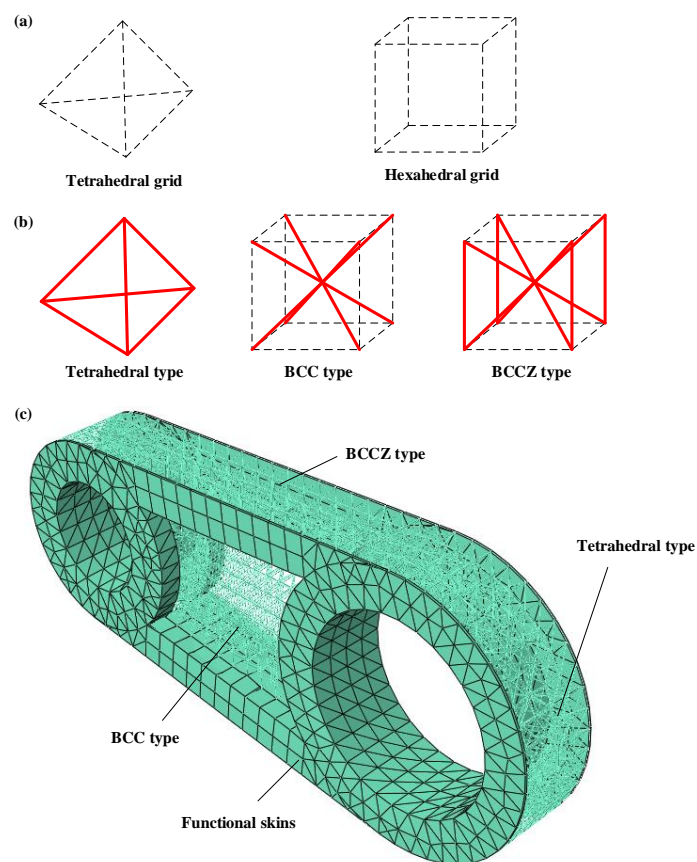 (a)
Tetrahedral grid
Hexahedral grid
(b)
Tetrahedral type
BCC type
BCCZ type
(c)
BCCZ type
Tetrahedral type
BCC type
Functional skins